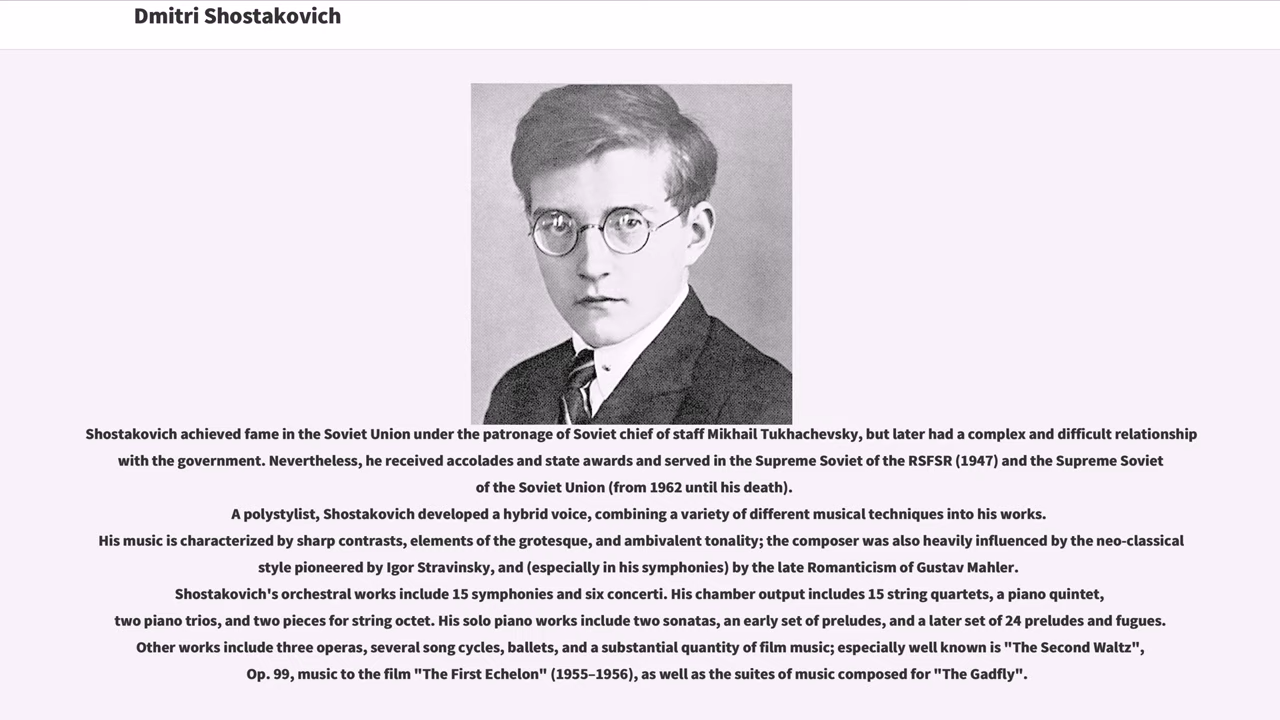 Dmitri Shostakovich
Shostakovich achieved fame in the Soviet Union under the patronage of Soviet chief of staff Mikhail Tukhachevsky, but later had a complex and difficult relationship
with the government. Nevertheless, he received accolades and state awards and served in the Supreme Soviet of the RSFSR (1947) and the Supreme Soviet
of the Soviet Union (from 1962 until his death).
A polystylist, Shostakovich developed a hybrid voice, combining a variety of different musical techniques into his works.
His music is characterized by sharp contrasts, elements of the grotesque, and ambivalent tonality; the composer was also heavily influenced by the neo-classical
style pioneered by Igor Stravinsky, and (especially in his symphonies) by the late Romanticism of Gustav Mahler.
Shostakovich's orchestral works include 15 symphonies and six concerti. His chamber output includes 15 string quartets, a piano quintet,
two piano trios, and two pieces for string octet. His solo piano works include two sonatas, an early set of preludes, and a later set of 24 preludes and fugues.
Other works include three operas, several song cycles, ballets, and a substantial quantity of film music; especially well known is "The Second Waltz",
Op. 99, music to the film "The First Echelon" (1955–1956), as well as the suites of music composed for "The Gadfly".